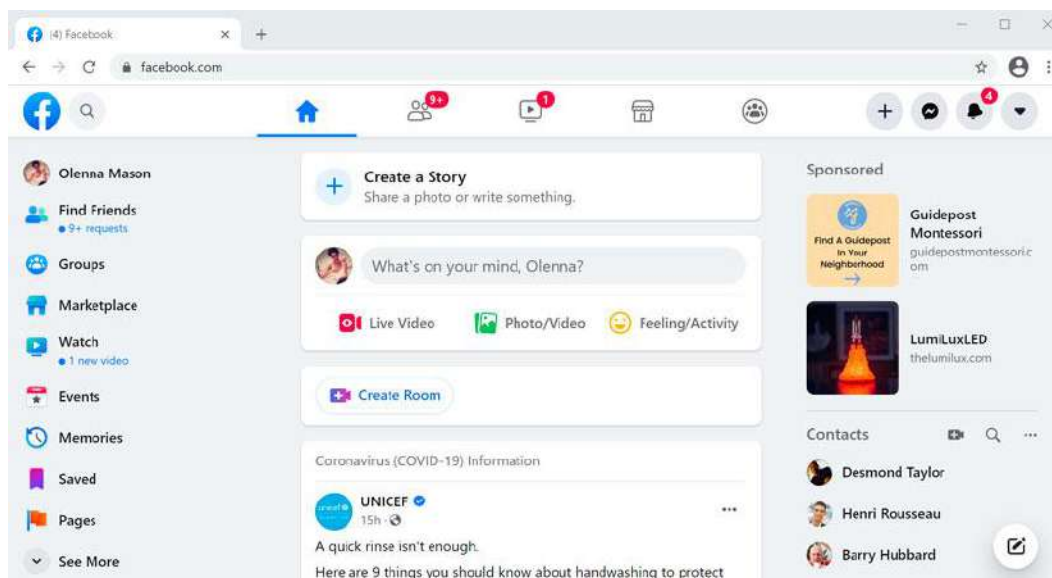 (4) Facebook
facebook.com
9+
1
4
Olenna Mason
Find Friends
9+ requests
Groups
Marketplace
Watch
1 new video
Events
Memories
Saved
Pages
See More
Create a Story
Share a photo or write something.
What's on your mind, Olenna?
Live Video
Photo/Video
Feeling/Activity
Create Room
Coronavirus (COVID-19) Information
unicef
UNICEF
15h
A quick rinse isn't enough.
Here are 9 things you should know about handwashing to protect
Sponsored
Find A Guidepost
In Your
Neighborhood
Guidepost
Montessori
guidepostmontessori.c
om
LumiLuxLED
thelumilux.com
Contacts
Desmond Taylor
Henri Rousseau
Barry Hubbard